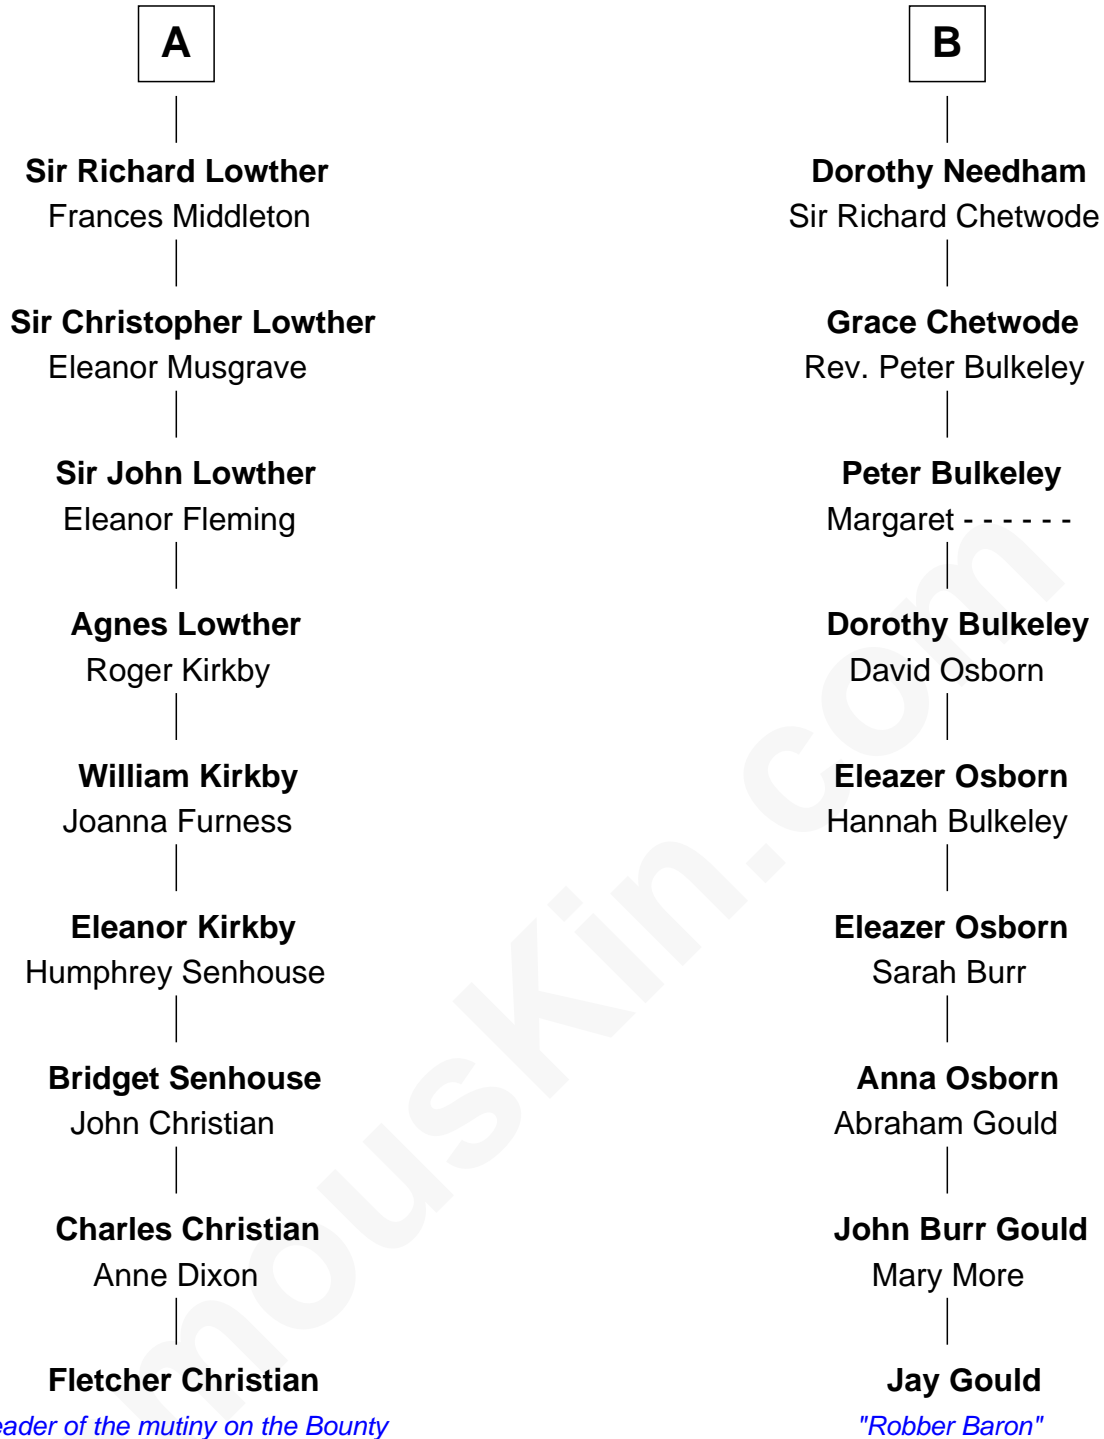 A
Sir Richard Lowther
Frances Middleton
Sir Christopher Lowther
Eleanor Musgrave
Sir John Lowther
Eleanor Fleming
Agnes Lowther
Roger Kirkby
William Kirkby
Joanna Furness
Eleanor Kirkby
Humphrey Senhouse
Bridget Senhouse
John Christian
Charles Christian
Anne Dixon
Fletcher Christian
eader of the mutiny on the Bounty
B
Dorothy Needham
Sir Richard Chetwode
Grace Chetwode
Rev. Peter Bulkeley
Peter Bulkeley
Margaret - - - - - -
Dorothy Bulkeley
David Osborn
Eleazer Osborn
Hannah Bulkeley
Eleazer Osborn
Sarah Burr
Anna Osborn
Abraham Gould
John Burr Gould
Mary More
Jay Gould
"Robber Baron"
mouskin.com